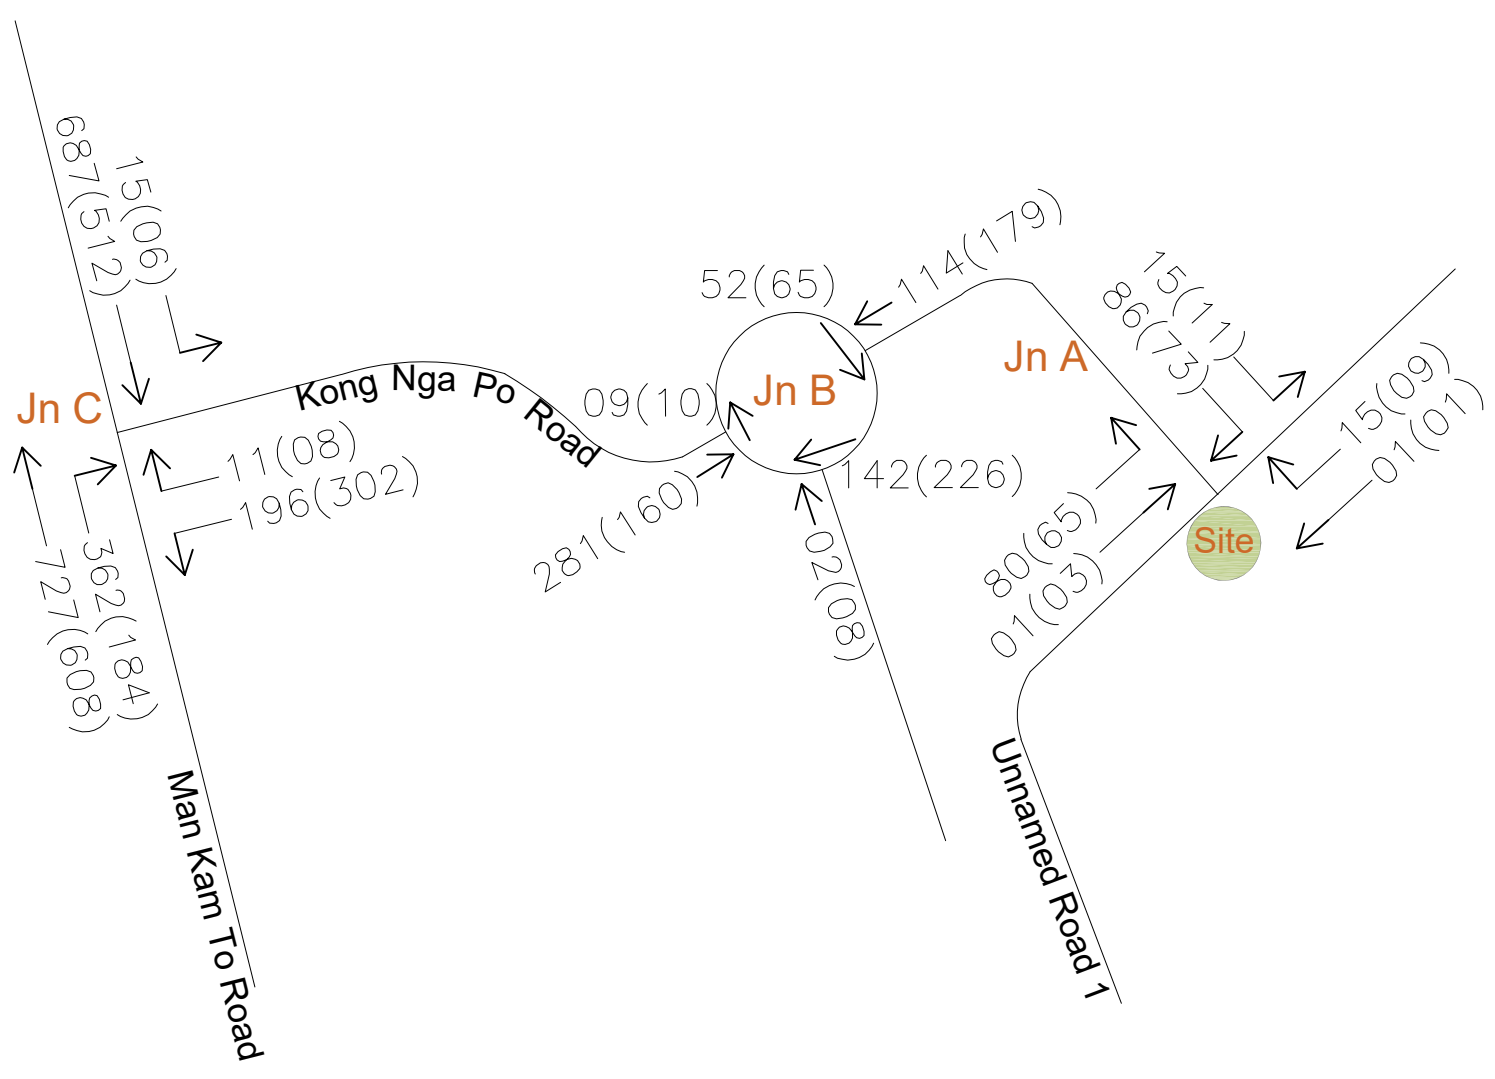 687(512)
15(06)
Jn C
Kong Nga Po Road
11(08)
196(302)
362(184)
727(608)
Man Kam To Road
52(65)
114(179)
09(10)
Jn B
142(226)
281(160)
02(08)
Jn A
15(11)
86(73)
15(09)
01(01)
80(65)
01(03)
Site
Unnamed Road 1